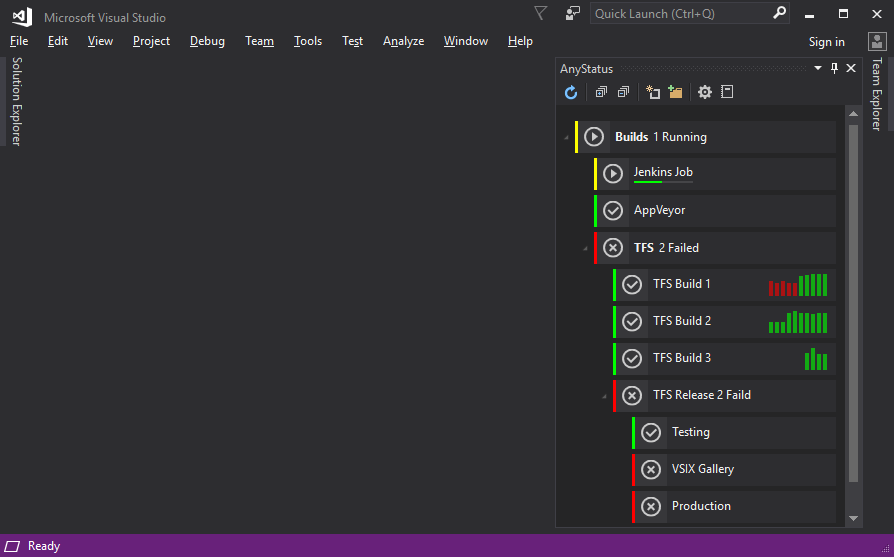 Microsoft Visual Studio
Quick Launch (Ctrl+Q)
File Edit View Project Debug Team Tools Test Analyze Window Help
Sign in
Solution Explorer
AnyStatus
Team Explorer
Builds 1 Running
Jenkins Job
AppVeyor
TFS 2 Failed
TFS Build 1
TFS Build 2
TFS Build 3
TFS Release 2 Faild
Testing
VSIX Gallery
Production
Ready